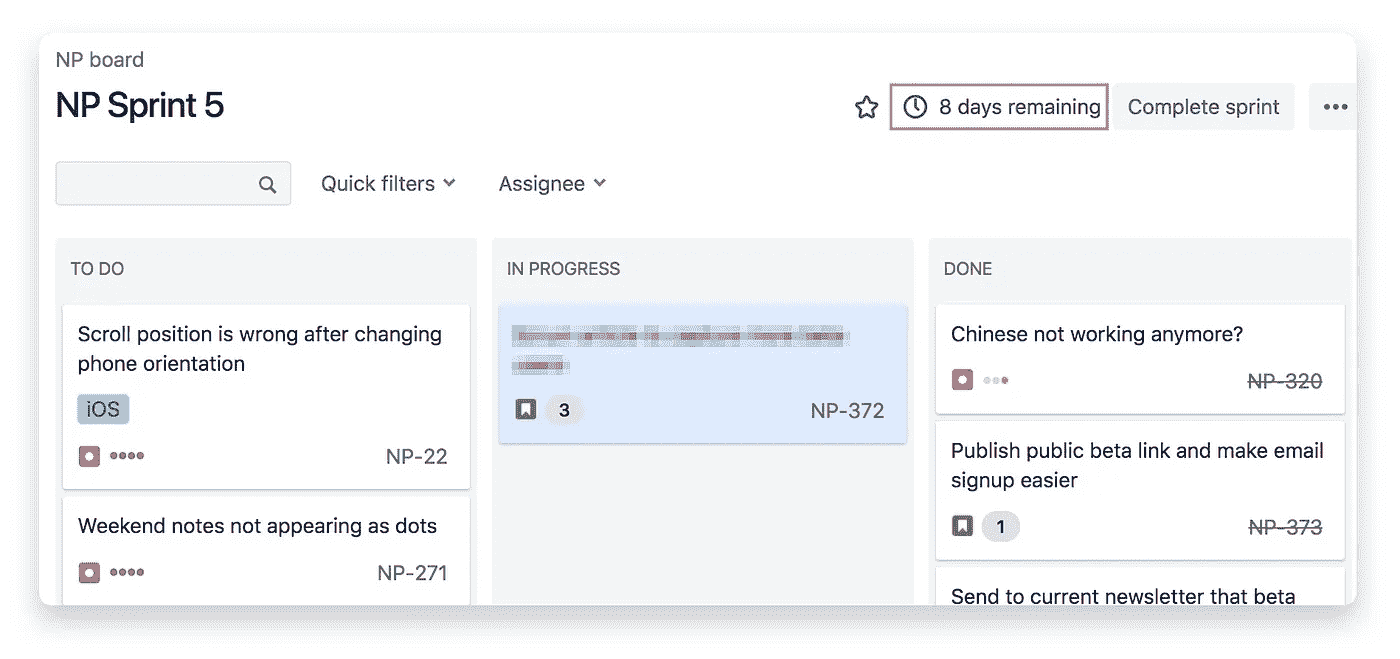 NP board
NP Sprint 5
8 days remaining
Complete sprint
Quick filters
Assignee
TO DO
Scroll position is wrong after changing
phone orientation
iOS
NP-22
Weekend notes not appearing as dots
NP-271
IN PROGRESS
3
NP-372
DONE
Chinese not working anymore?
NP-320
Publish public beta link and make email
signup easier
1
NP-373
Send to current newsletter that beta